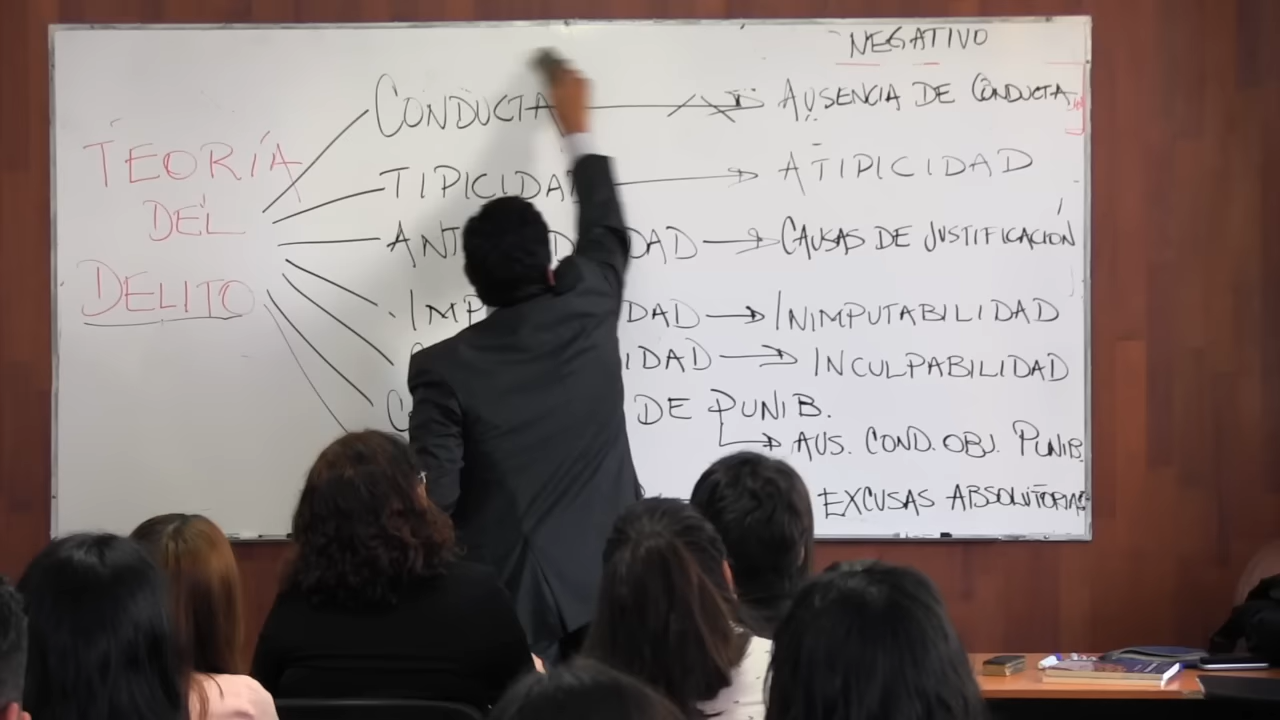 NEGATIVO
TEORÍA
DEL
DELITO
CONDUCTA → AUSENCIA DE CONDUCTA
TIPICIDAD → ATIPICIDAD
→ CAUSAS DE JUSTIFICACIÓN
→ INIMPUTABILIDAD
→ INCULPABILIDAD
DE PUNIB.
→ AUS. COND. OBJ. PUNIB.
EXCUSAS ABSOLUTORIAS